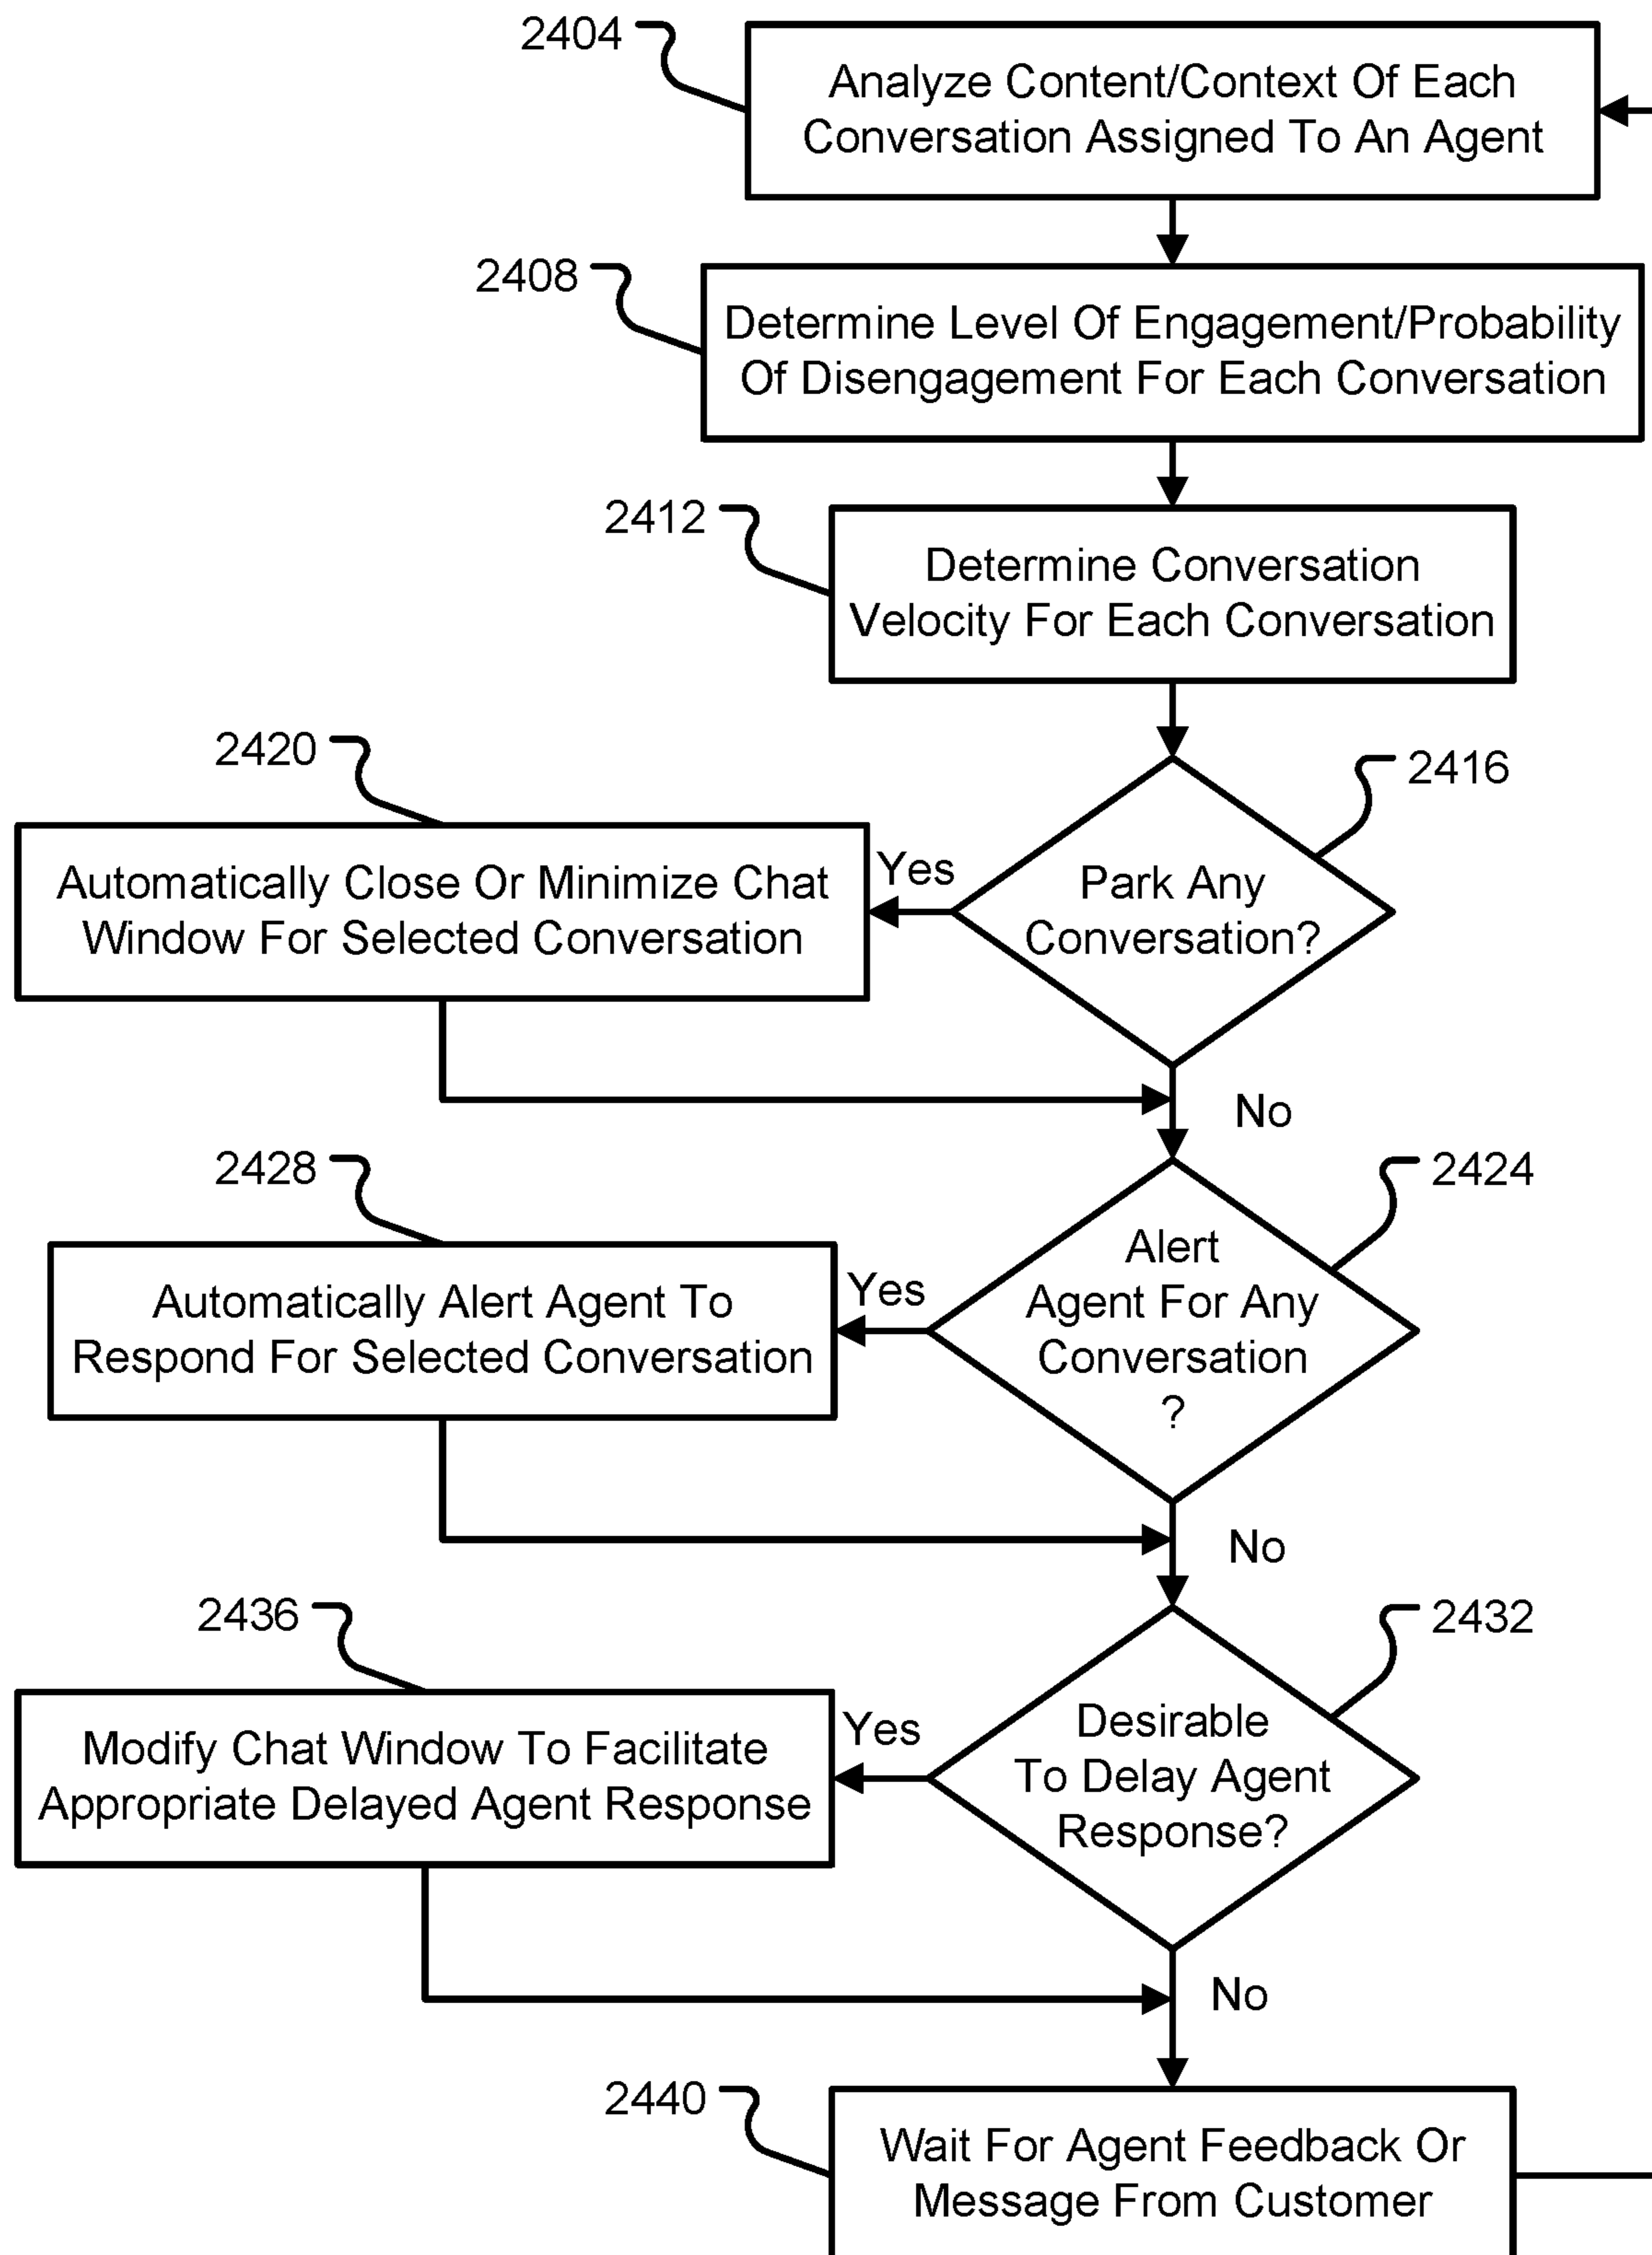 2404
Analyze Content/Context Of Each
Conversation Assigned To An Agent
2408
Determine Level Of Engagement/Probability
Of Disengagement For Each Conversation
2412
Determine Conversation
Velocity For Each Conversation
2420
2416
Automatically Close Or Minimize Chat
Window For Selected Conversation
Yes
Park Any
Conversation?
No
2428
2424
Automatically Alert Agent To
Respond For Selected Conversation
Yes
Alert
Agent For Any
Conversation
?
No
2436
2432
Modify Chat Window To Facilitate
Appropriate Delayed Agent Response
Yes
Desirable
To Delay Agent
Response?
No
2440
Wait For Agent Feedback Or
Message From Customer